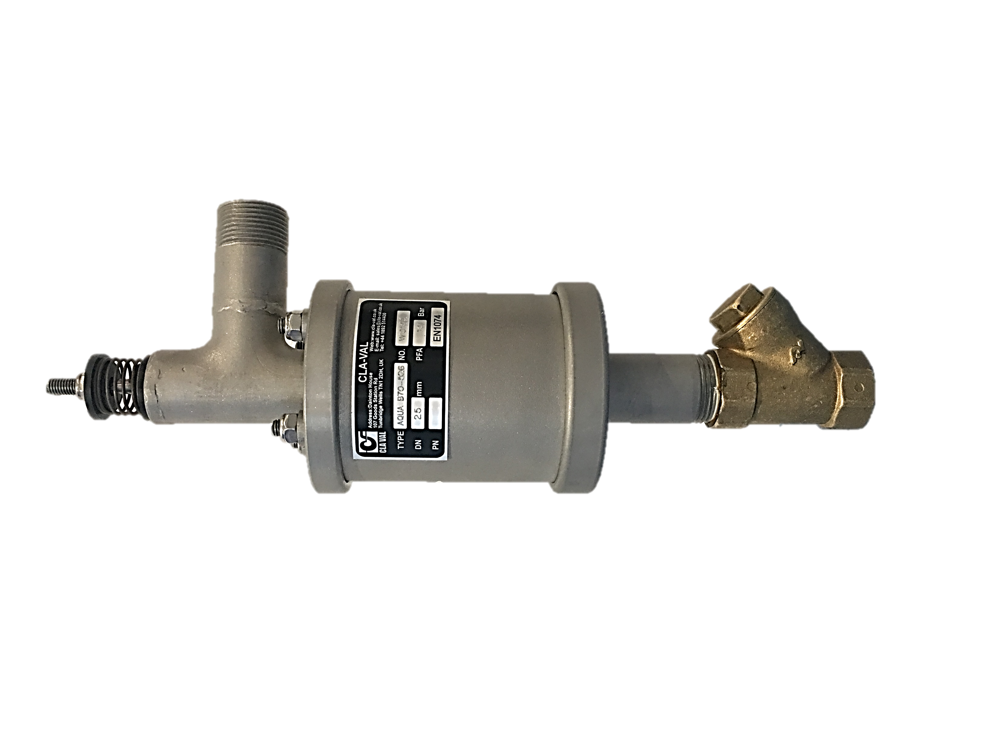 CLA-VAL
Address:Dainton House
107 Goods Station Rd
Tunbridge Wells TN1 2DH, UK
Web:www.cla-val.co.uk
E-mail: sales@cla-val.co.uk
Tel: +44 1892 514400
CLA VAL
TYPE AQUA B70-526 NO.
DN 25 mm PFA Bar
PN EN1074